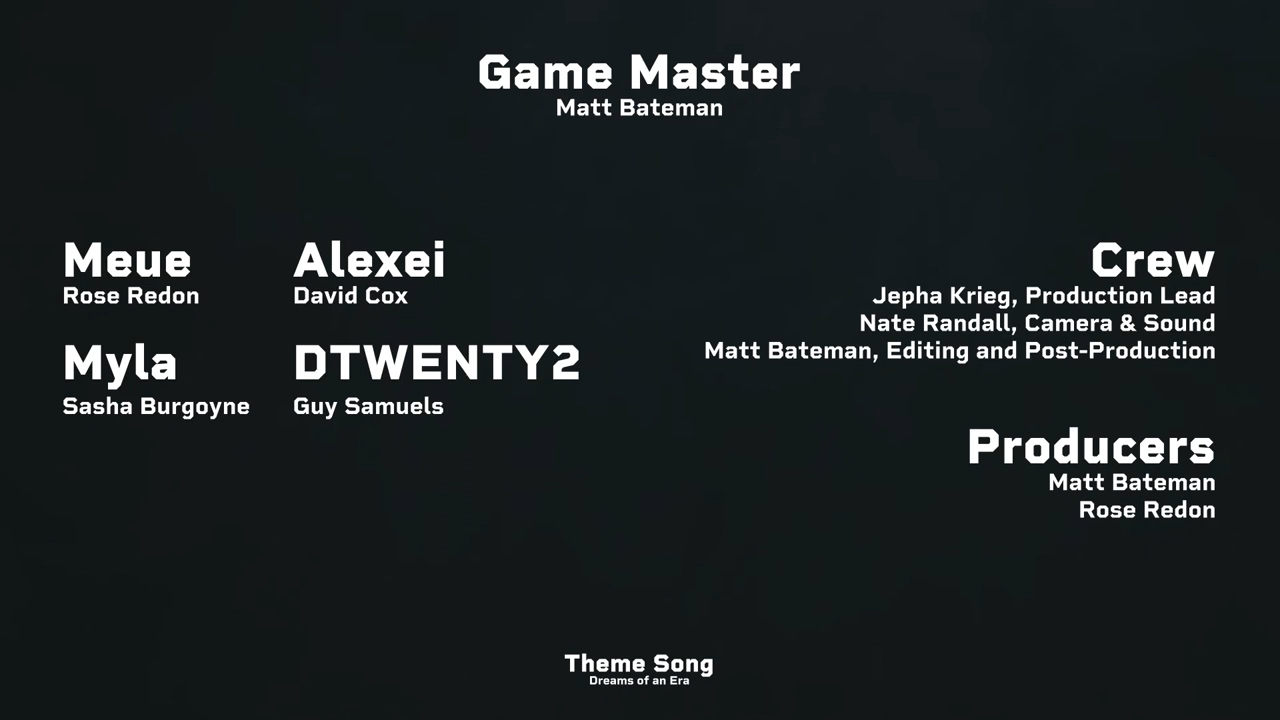 Game Master
Matt Bateman
Meue
Rose Redon
Alexei
David Cox
Myla
Sasha Burgoyne
DTWENTY2
Guy Samuels
Crew
Jepha Krieg, Production Lead
Nate Randall, Camera & Sound
Matt Bateman, Editing and Post-Production
Producers
Matt Bateman
Rose Redon
Theme Song
Dreams of an Era